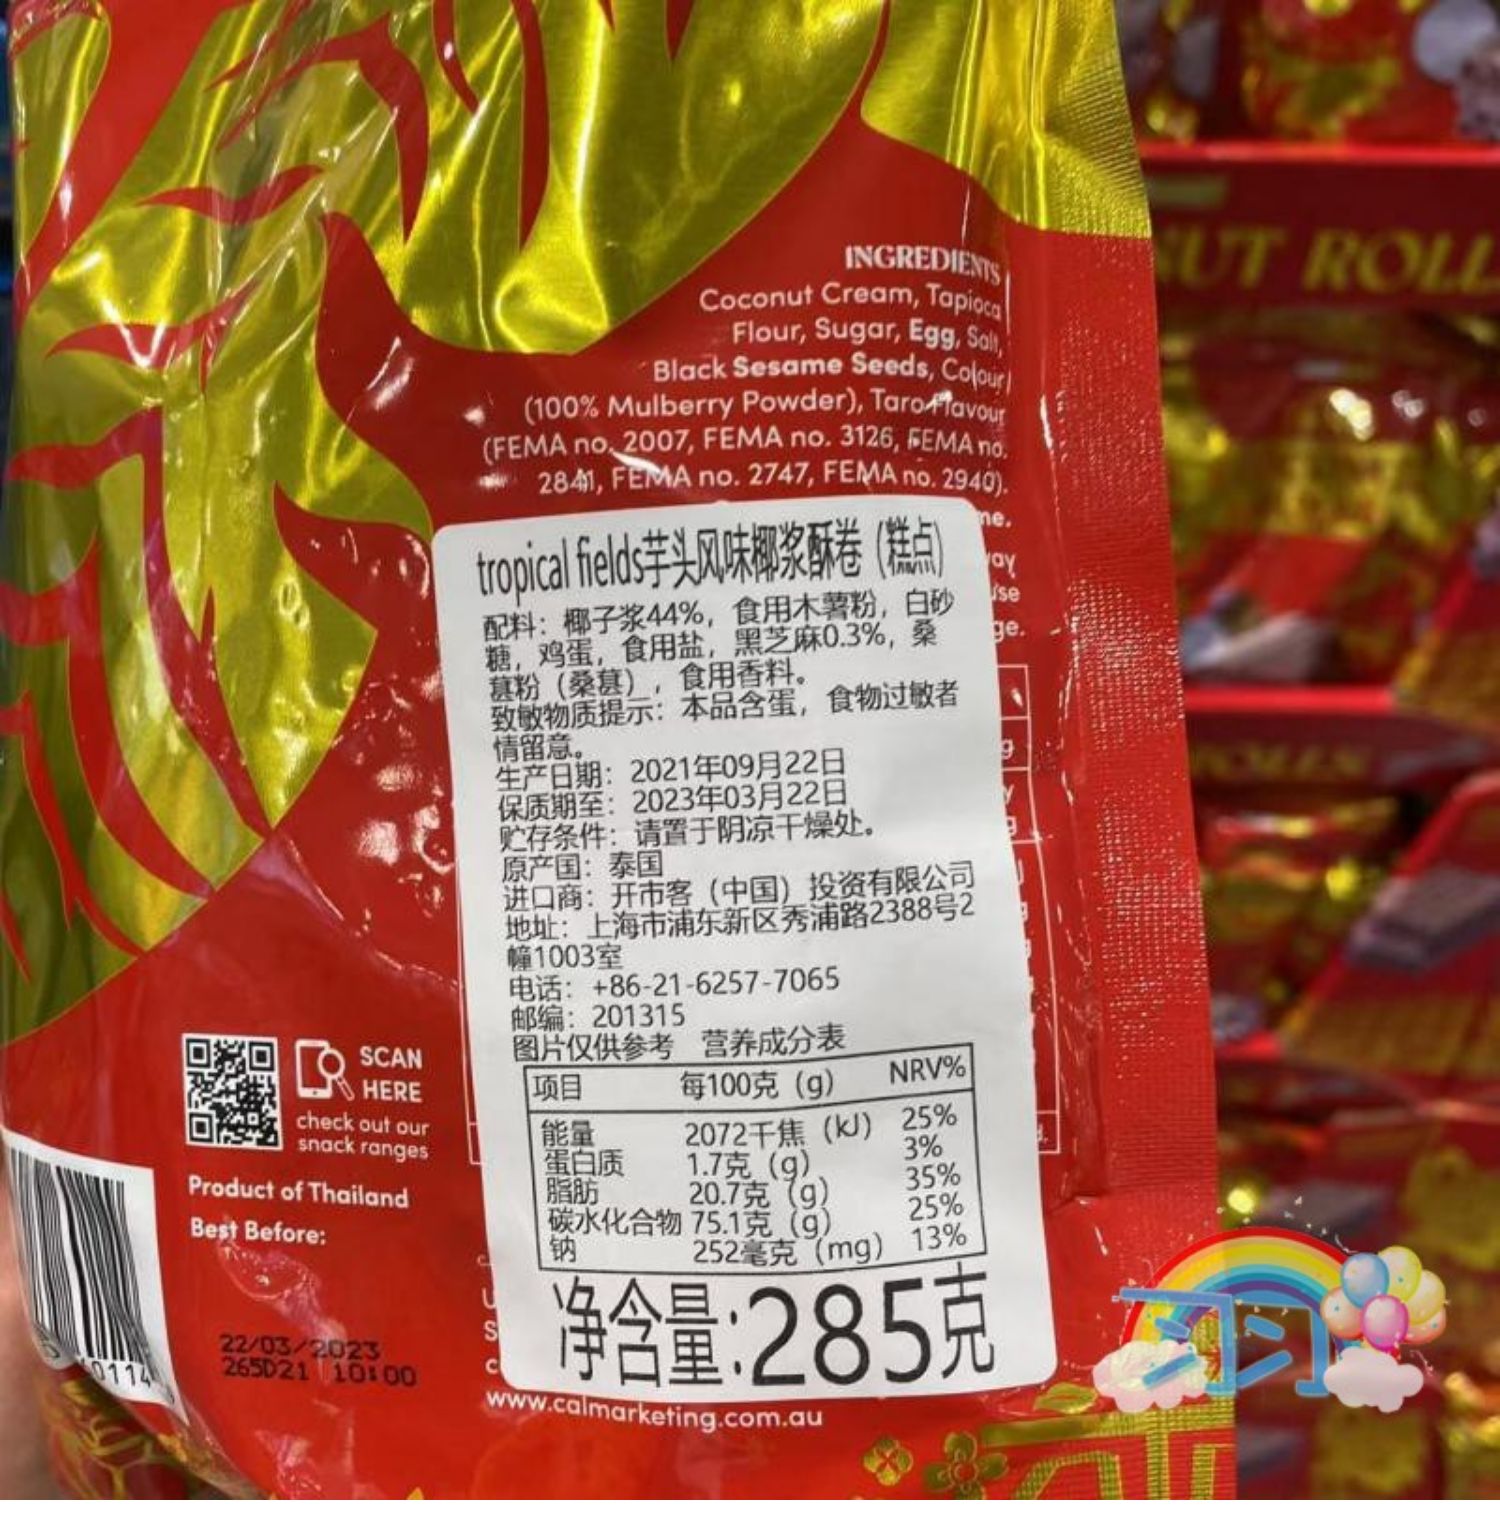 INGREDIENTS
Coconut Cream, Tapioca
Flour, Sugar, Egg, Salt,
Black Sesame Seeds, Colour
(100% Mulberry Powder), Taro Flavour
(FEMA no. 2007, FEMA no. 3126, FEMA no.
2841, FEMA no. 2747, FEMA no. 2940).
tropical fields芋头风味椰浆酥卷（糕点）
配料：椰子浆44%，食用木薯粉，白砂
糖，鸡蛋，食用盐，黑芝麻0.3%，桑
葚粉（桑葚），食用香料。
致敏物质提示：本品含蛋，食物过敏者
情留意。
生产日期：2021年09月22日
保质期至：2023年03月22日
贮存条件：请置于阴凉干燥处。
原产国：泰国
进口商：开市客（中国）投资有限公司
地址：上海市浦东新区秀浦路2388号2
幢1003室
电话：+86-21-6257-7065
邮编：201315
图片仅供参考 营养成分表
项目 每100克（g） NRV%
能量 2072千焦（kJ） 25%
蛋白质 1.7克（g） 3%
脂肪 20.7克（g） 35%
碳水化合物 75.1克（g） 25%
钠 252毫克（mg） 13%
净含量:285克
SCAN
HERE
check out our
snack ranges
Product of Thailand
Best Before:
22/03/2023
265D21 10:00
0114
www.calmarketing.com.au
NUT ROLL
ROLLS